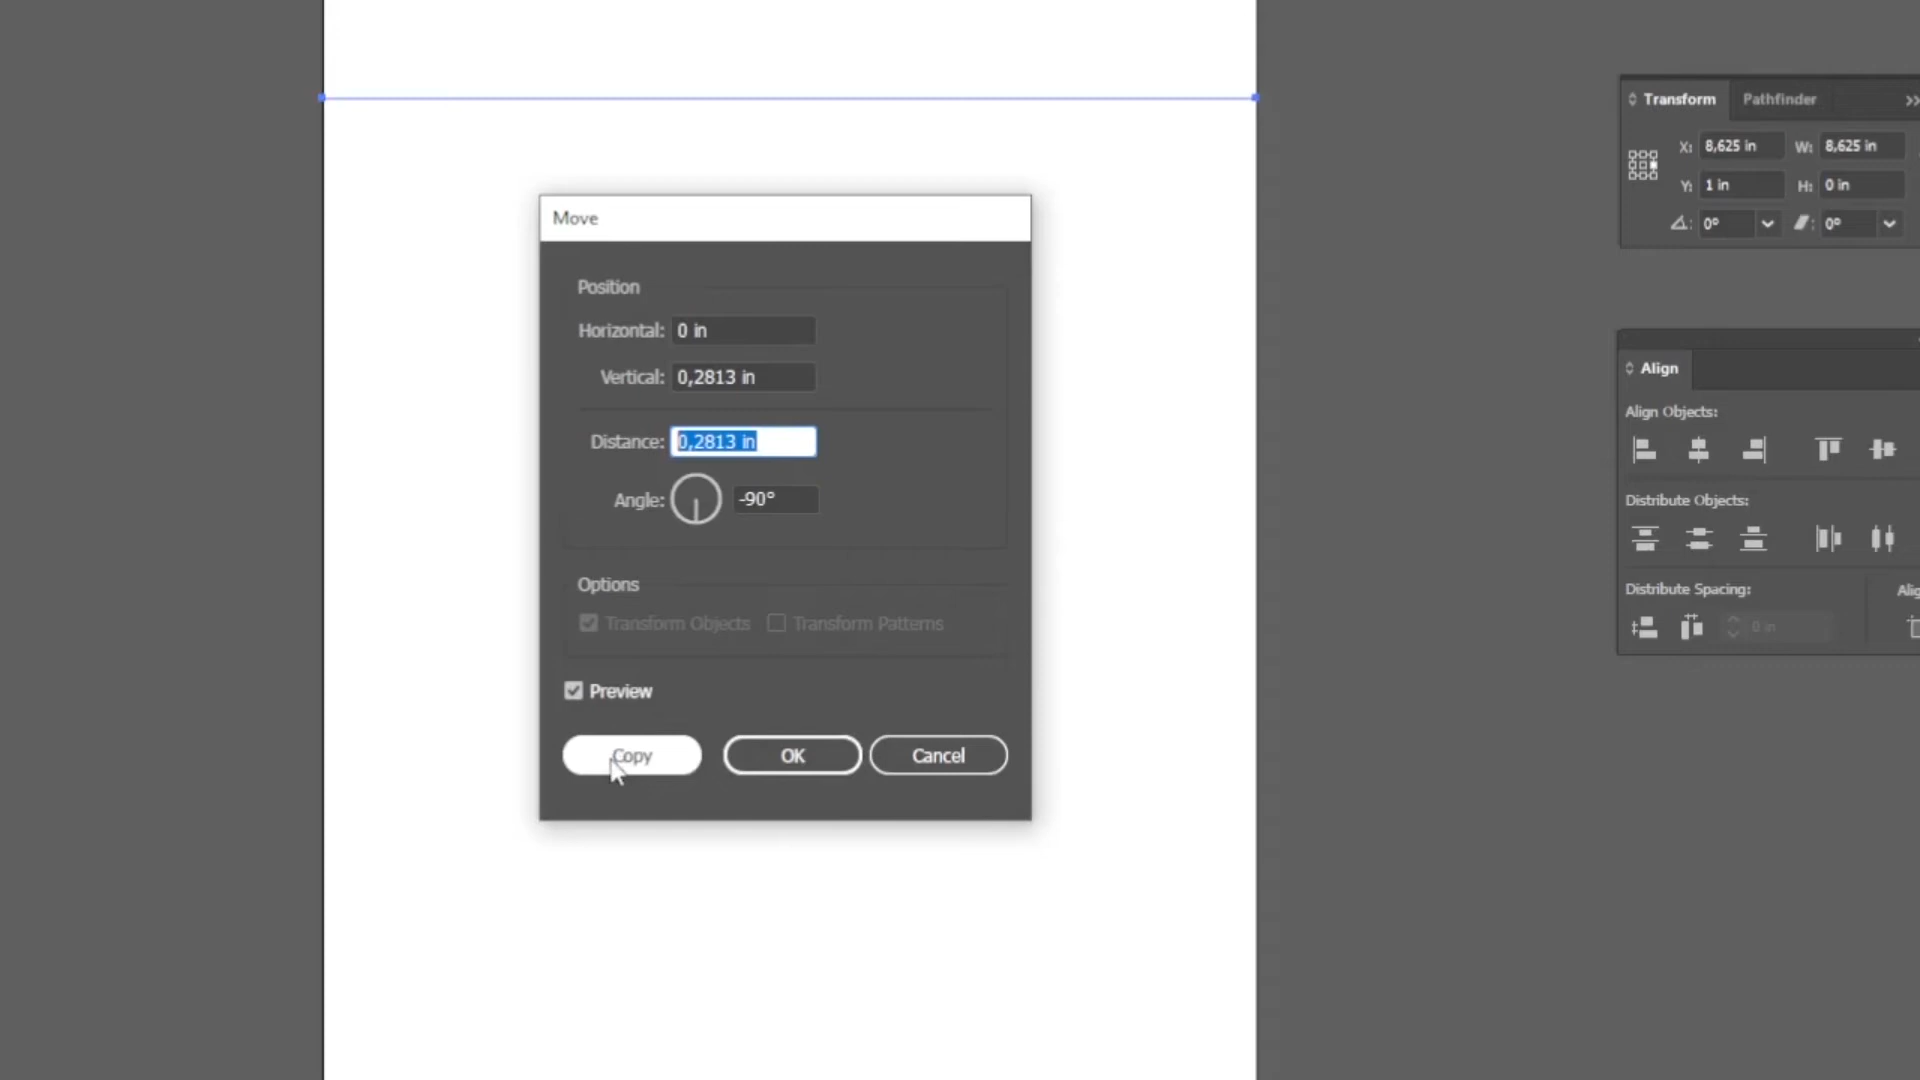 Transform Pathfinder
X: 8,625 in W: 8,625 in
Y: 1 in H: 0 in
0° 0°
Move
Position
Horizontal: 0 in
Vertical: 0,2813 in
Distance: 0,2813 in
Angle: -90°
Options
Transform Objects Transform Patterns
Preview
Copy OK Cancel
Align
Align Objects:
Distribute Objects:
Distribute Spacing: Alig
0 in